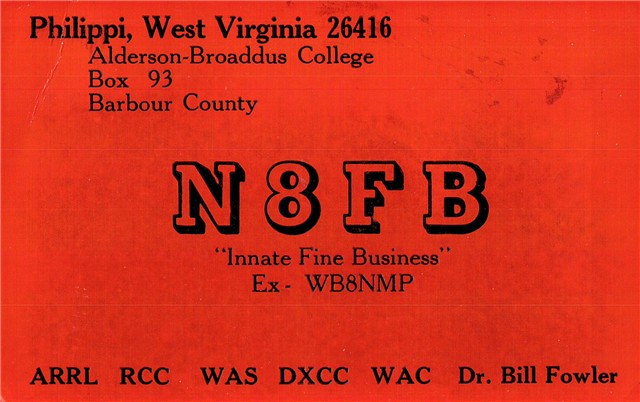 Philippi, West Virginia 26416
Alderson-Broaddus College
Box 93
Barbour County
N8FB
"Innate Fine Business"
Ex - WB8NMP
ARRL RCC WAS DXCC WAC Dr. Bill Fowler